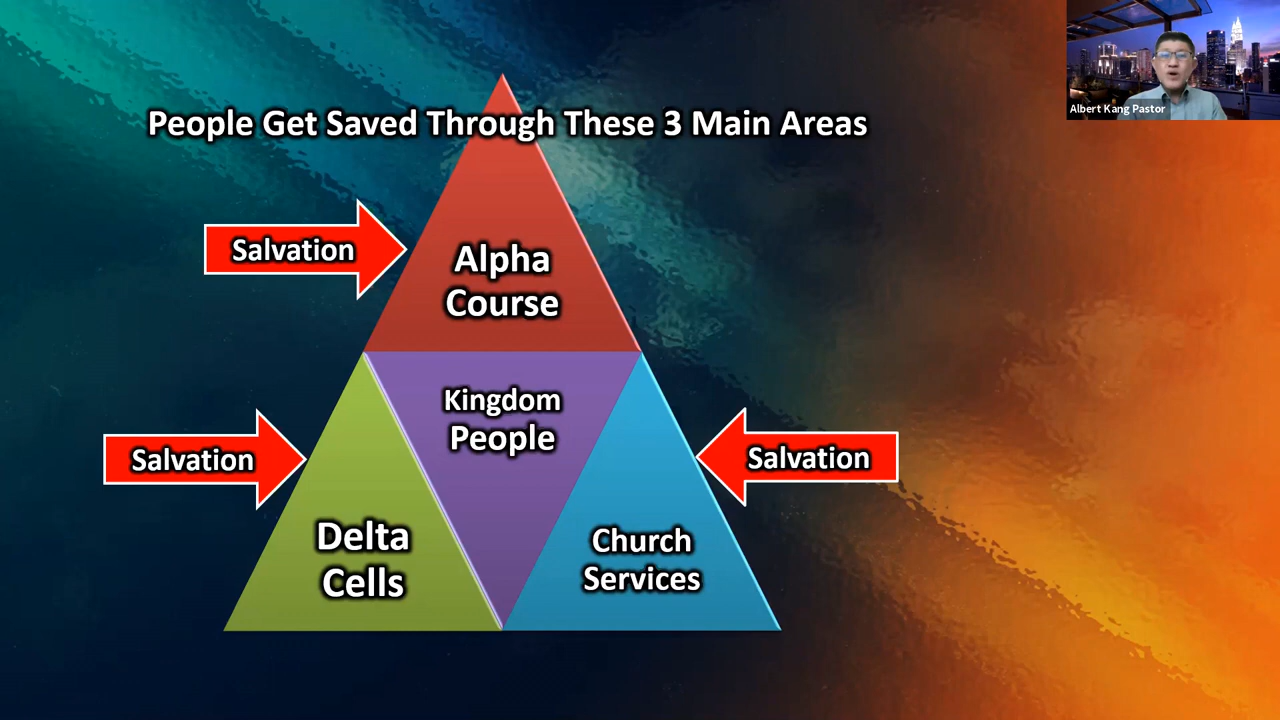 People Get Saved Through These 3 Main Areas
Albert Kang Pastor
Salvation
Alpha
Course
Kingdom
People
Salvation
Salvation
Delta
Cells
Church
Services